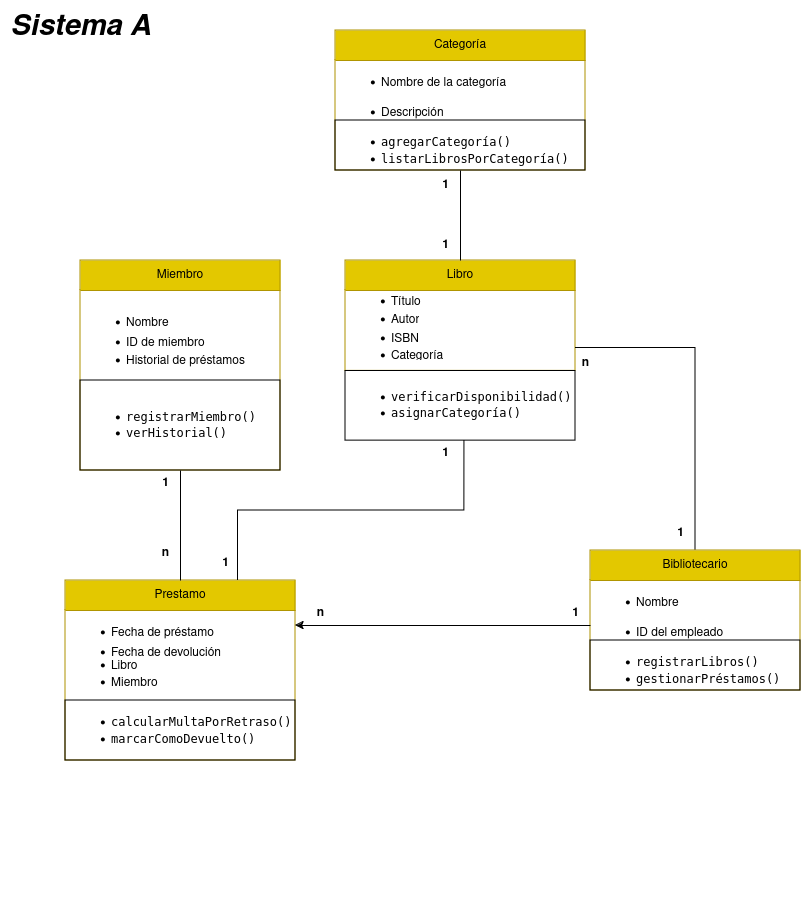 Sistema A
Categoría
Nombre de la categoría
Descripción
agregarCategoría()
listarLibrosPorCategoría()
1
1
Miembro
Nombre
ID de miembro
Historial de préstamos
registrarMiembro()
verHistorial()
Libro
Título
Autor
ISBN
Categoría
verificarDisponibilidad()
asignarCategoría()
n
1
1
n
1
1
Prestamo
Fecha de préstamo
Fecha de devolución
Libro
Miembro
calcularMultaPorRetraso()
marcarComoDevuelto()
n
1
Bibliotecario
Nombre
ID del empleado
registrarLibros()
gestionarPréstamos()